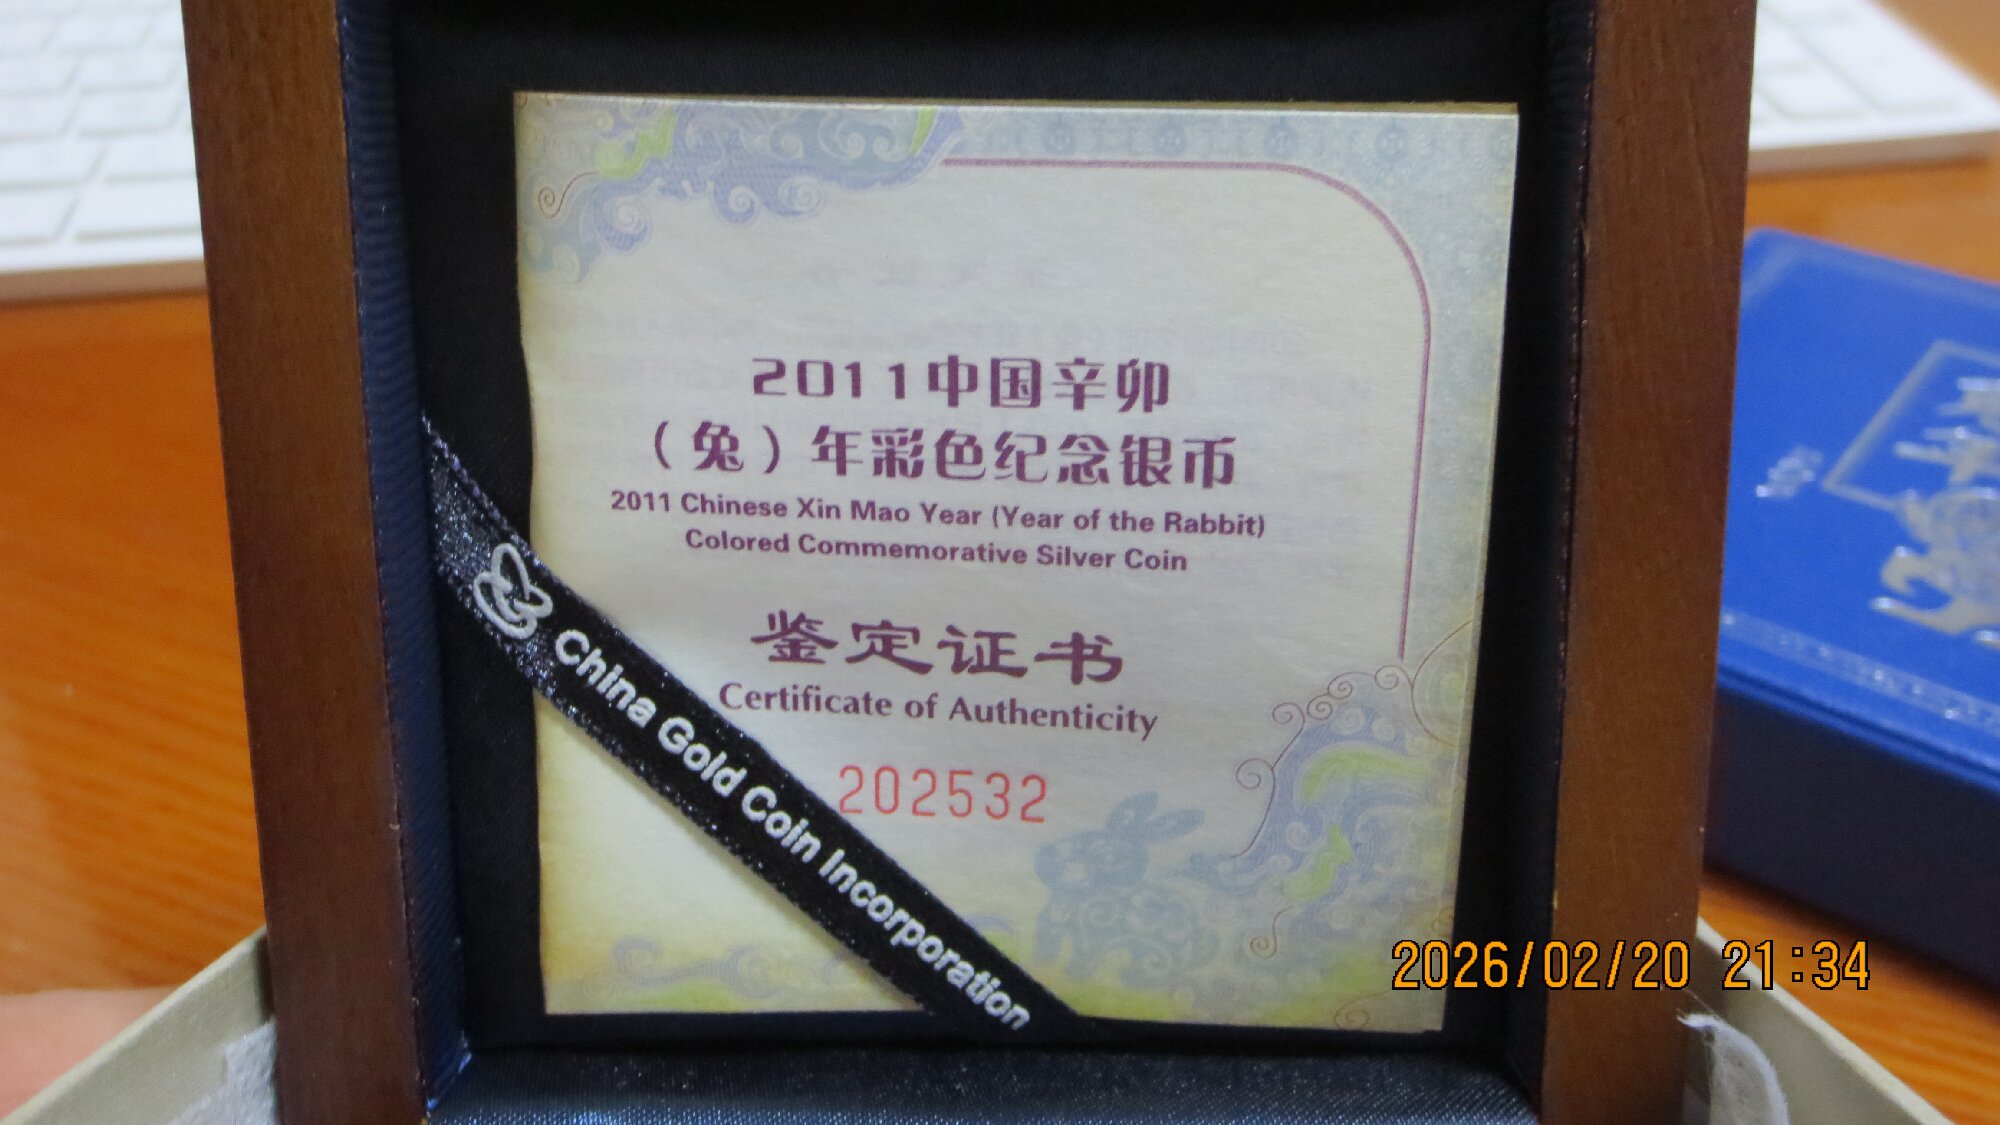 2011中国辛卯
（兔）年彩色纪念银币
2011 Chinese Xin Mao Year (Year of the Rabbit)
Colored Commemorative Silver Coin
鉴定证书
Certificate of Authenticity
202532
China Gold Coin Incorporation
2026/02/20 21:34